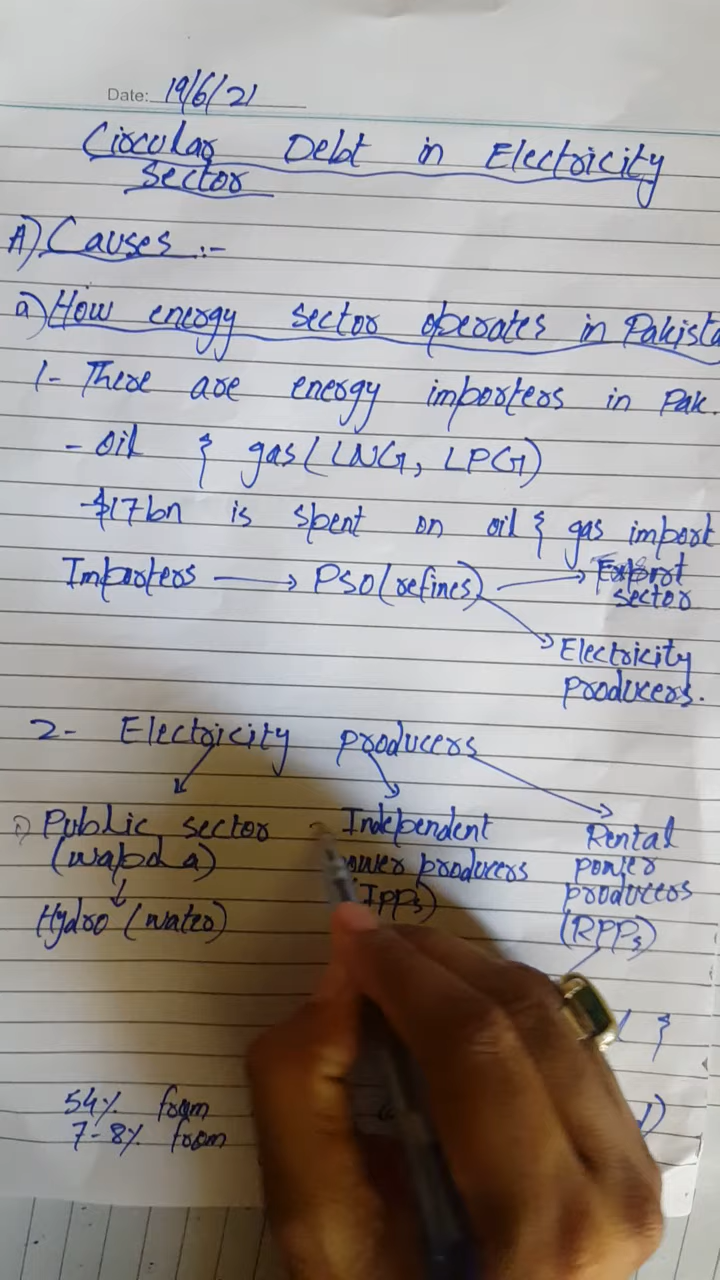 Date: 19/6/21
Circular Debt in Electricity
Sector
A) Causes :-
a) How energy sector operates in Pakista
1- There are energy importers in Pak.
- Oil & gas (LNG, LPG)
- $17bn is spent on oil & gas import
Importers → PSO (refines) → Export
sector
→ Electricity
producers.
2- Electricity producers
Public sector
(wapda)
Hydro (water)
Independent
power producers
(IPPs)
Rental
power
producers
(RPPs)
&
54% from
7-8% from